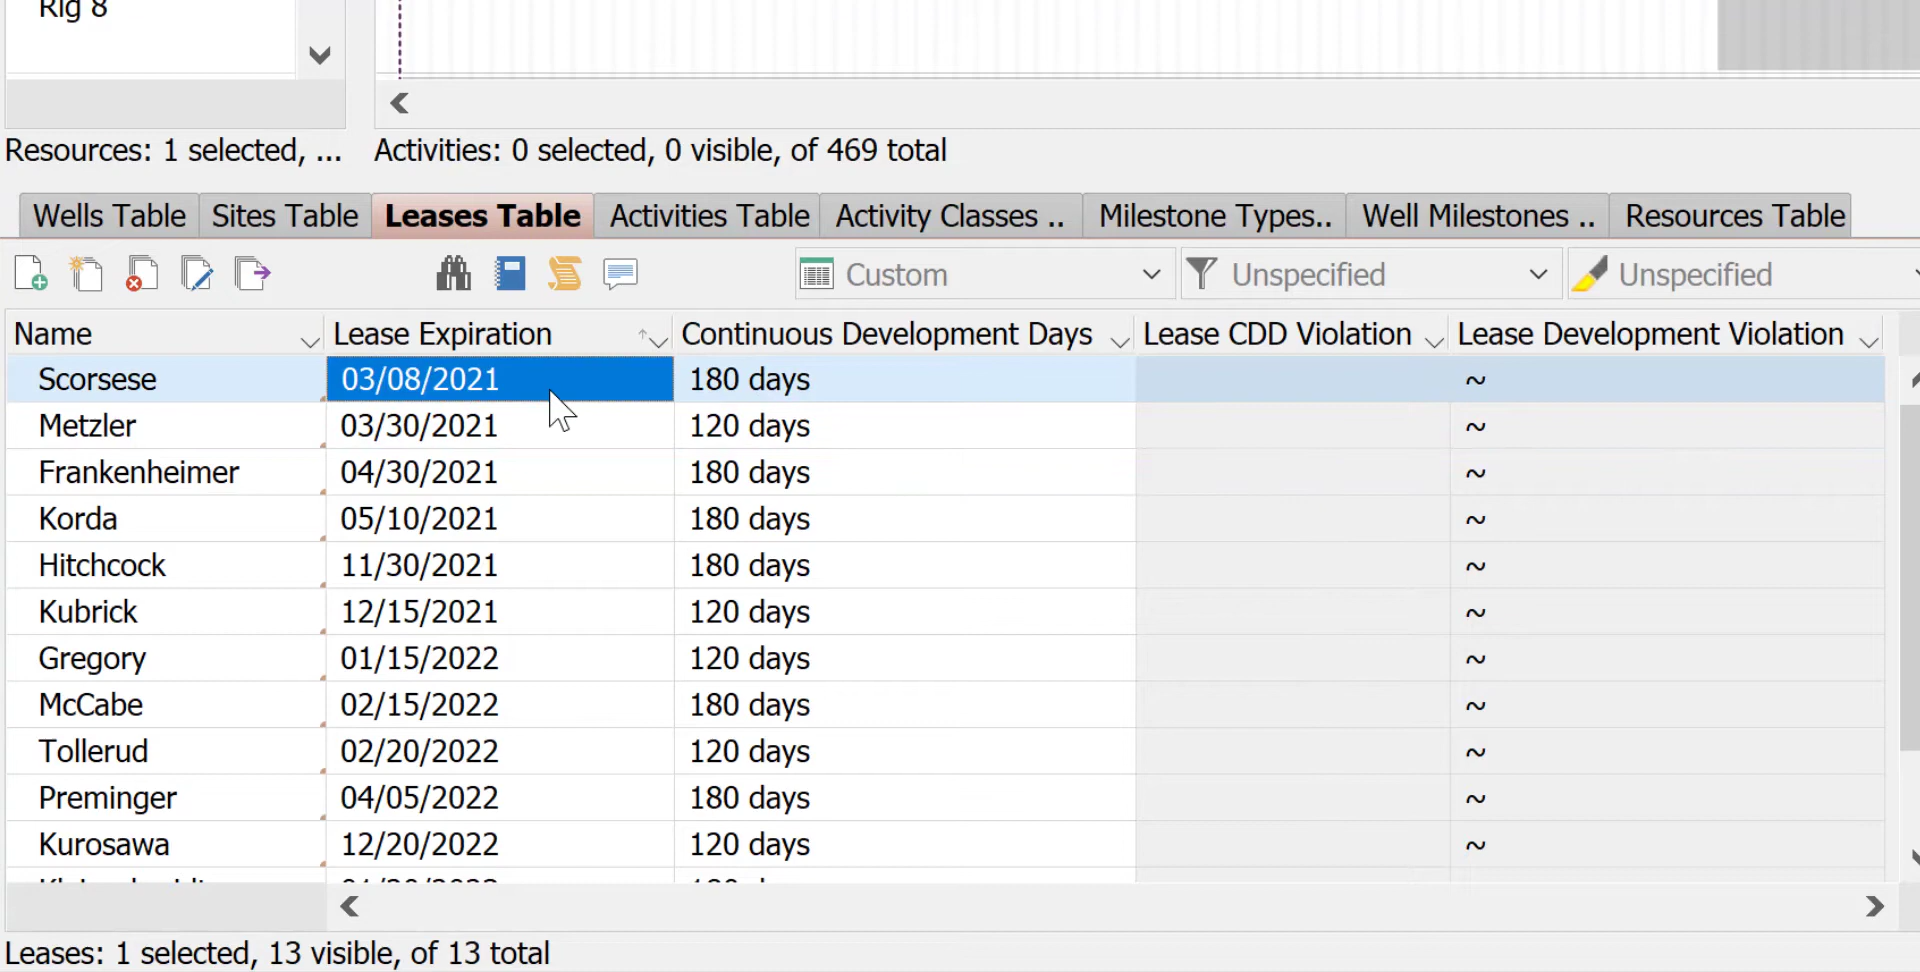 Rig 8
Resources: 1 selected, ... Activities: 0 selected, 0 visible, of 469 total
Wells Table Sites Table Leases Table Activities Table Activity Classes .. Milestone Types.. Well Milestones .. Resources Table
Custom Unspecified Unspecified
Name Lease Expiration Continuous Development Days Lease CDD Violation Lease Development Violation
Scorsese 03/08/2021 180 days ~
Metzler 03/30/2021 120 days ~
Frankenheimer 04/30/2021 180 days ~
Korda 05/10/2021 180 days ~
Hitchcock 11/30/2021 180 days ~
Kubrick 12/15/2021 120 days ~
Gregory 01/15/2022 120 days ~
McCabe 02/15/2022 180 days ~
Tollerud 02/20/2022 120 days ~
Preminger 04/05/2022 180 days ~
Kurosawa 12/20/2022 120 days ~
Leases: 1 selected, 13 visible, of 13 total